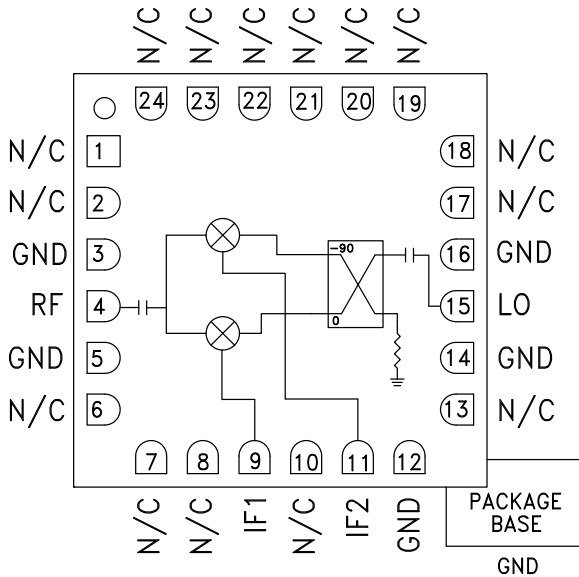 N/C N/C N/C N/C N/C N/C
24 23 22 21 20 19
N/C 1
18 N/C
N/C 2
17 N/C
GND 3
16 GND
-90
RF 4
15 LO
0
GND 5
14 GND
N/C 6
13 N/C
7 8 9 10 11 12
N/C N/C IF1 N/C IF2 GND
PACKAGE
BASE
GND